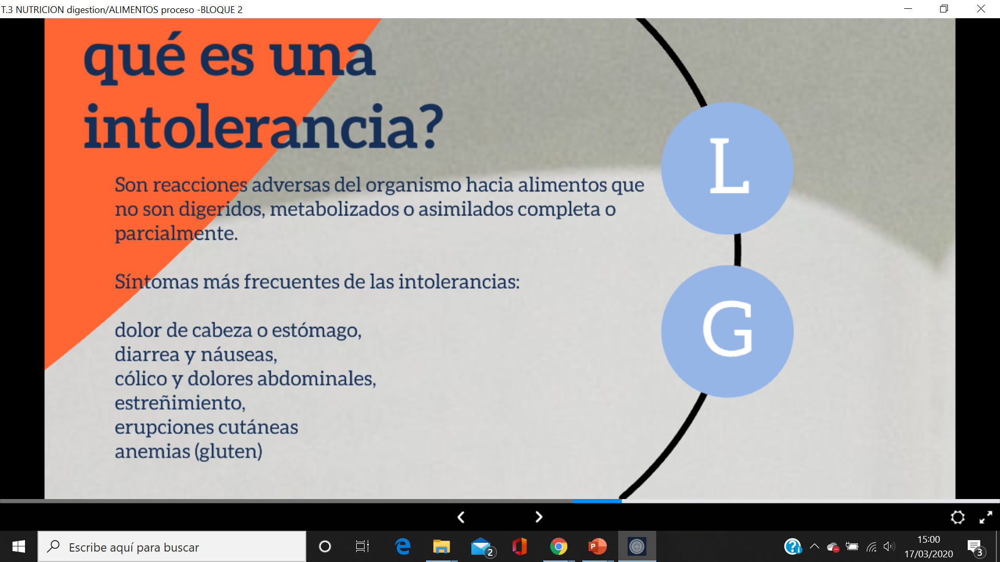 T.3 NUTRICION digestion/ALIMENTOS proceso -BLOQUE 2
qué es una
intolerancia?
Son reacciones adversas del organismo hacia alimentos que
no son digeridos, metabolizados o asimilados completa o
parcialmente.
Síntomas más frecuentes de las intolerancias:
dolor de cabeza o estómago,
diarrea y náuseas,
cólico y dolores abdominales,
estreñimiento,
erupciones cutáneas
anemias (gluten)
L
G
Escribe aquí para buscar
2
15:00
17/03/2020
3